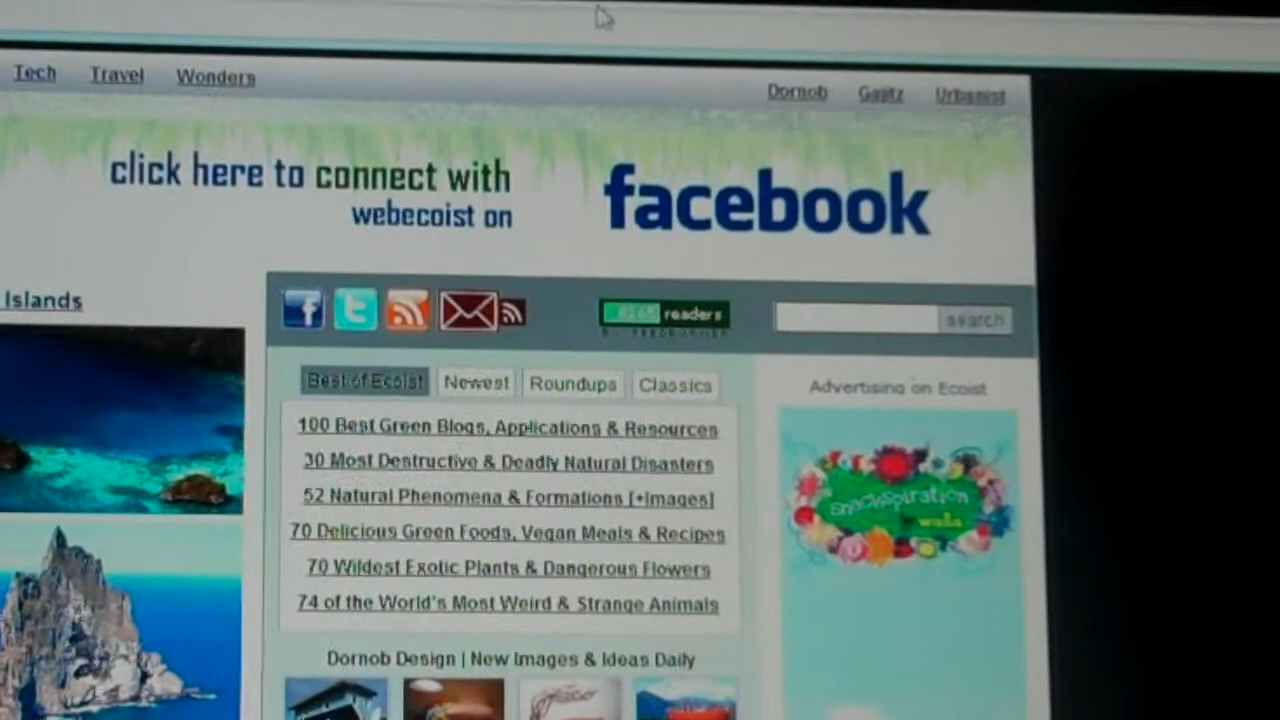 Tech Travel Wonders Dornob Gajitz Urbanist
click here to connect with
webecoist on
facebook
Islands
readers
search
Best of Ecoist Newest Roundups Classics
Advertising on Ecoist
100 Best Green Blogs, Applications & Resources
30 Most Destructive & Deadly Natural Disasters
52 Natural Phenomena & Formations [+Images]
70 Delicious Green Foods, Vegan Meals & Recipes
70 Wildest Exotic Plants & Dangerous Flowers
74 of the World's Most Weird & Strange Animals
snackspiration
Dornob Design | New Images & Ideas Daily